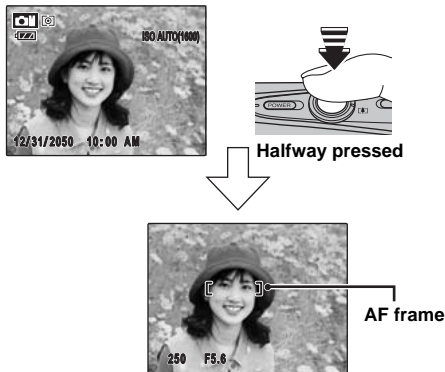 ISO AUTO(1600)
12/31/2050 10:00 AM
POWER
Halfway pressed
AF frame
250 F5.6